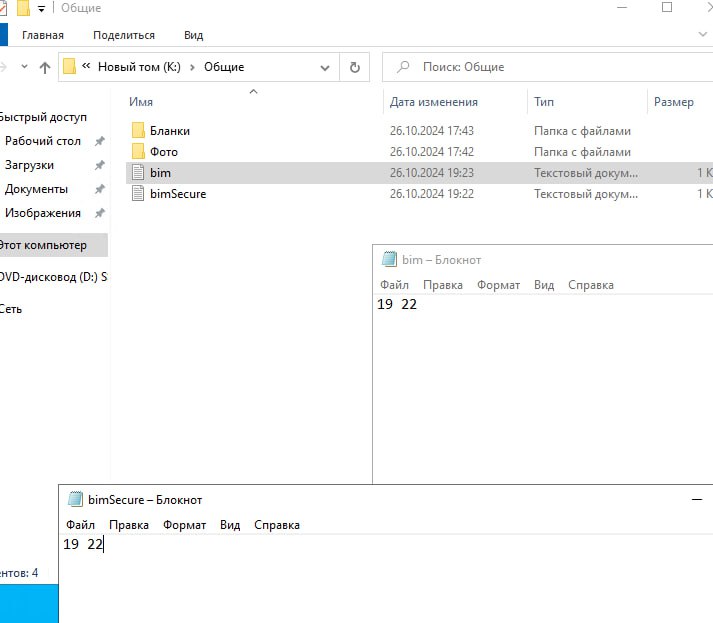 Общие
Главная Поделиться Вид
« Новый том (K:) › Общие
Поиск: Общие
Имя Дата изменения Тип Размер
Быстрый доступ
Рабочий стол
Загрузки
Документы
Изображения
Этот компьютер
DVD-дисковод (D:) S
Сеть
Бланки 26.10.2024 17:43 Папка с файлами
Фото 26.10.2024 17:42 Папка с файлами
bim 26.10.2024 19:23 Текстовый докум... 1 К
bimSecure 26.10.2024 19:22 Текстовый докум... 1 К
bim – Блокнот
Файл Правка Формат Вид Справка
19 22
bimSecure – Блокнот
Файл Правка Формат Вид Справка
19 22
ентов: 4